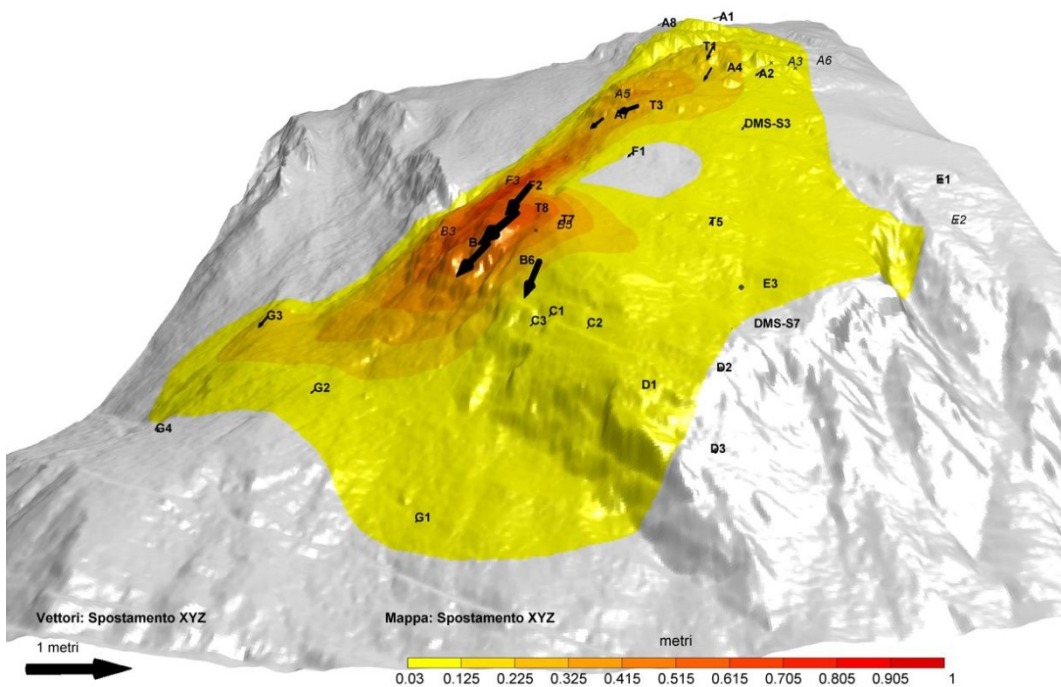 A8 A1
T1
A4 A2 A3 A6
A5
A7 T3
DMS-S3
F1
E1
F3 F2
T8 T7 T5 E2
B3 B5
B4
B6
E3
G3 C1
C3 C2 DMS-S7
D2
G2 D1
G4
D3
G1
Vettori: Spostamento XYZ Mappa: Spostamento XYZ
1 metri metri
0.03 0.125 0.225 0.325 0.415 0.515 0.615 0.705 0.805 0.905 1